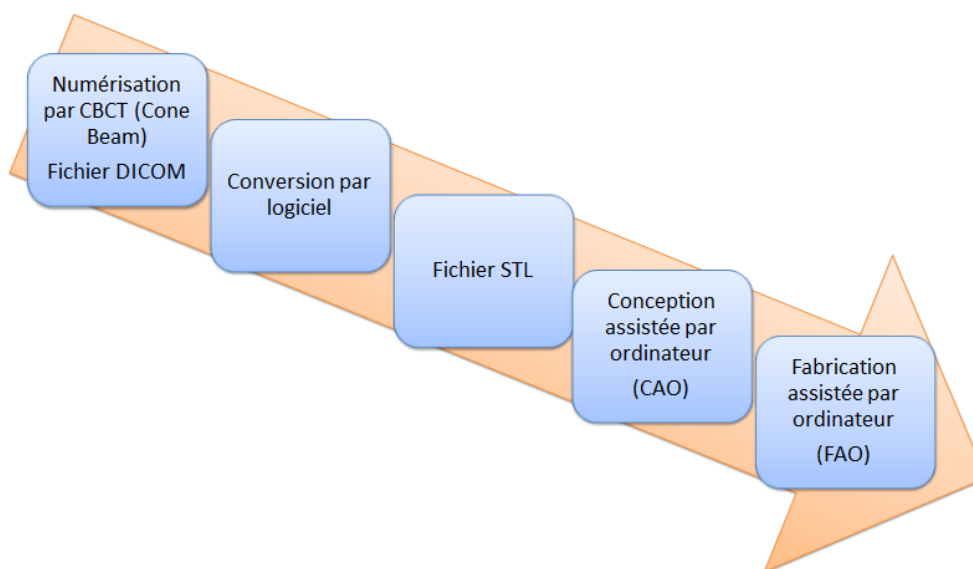 Numérisation
par CBCT (Cone
Beam)
Fichier DICOM
Conversion par
logiciel
Fichier STL
Conception
assistée par
ordinateur
(CAO)
Fabrication
assistée par
ordinateur
(FAO)